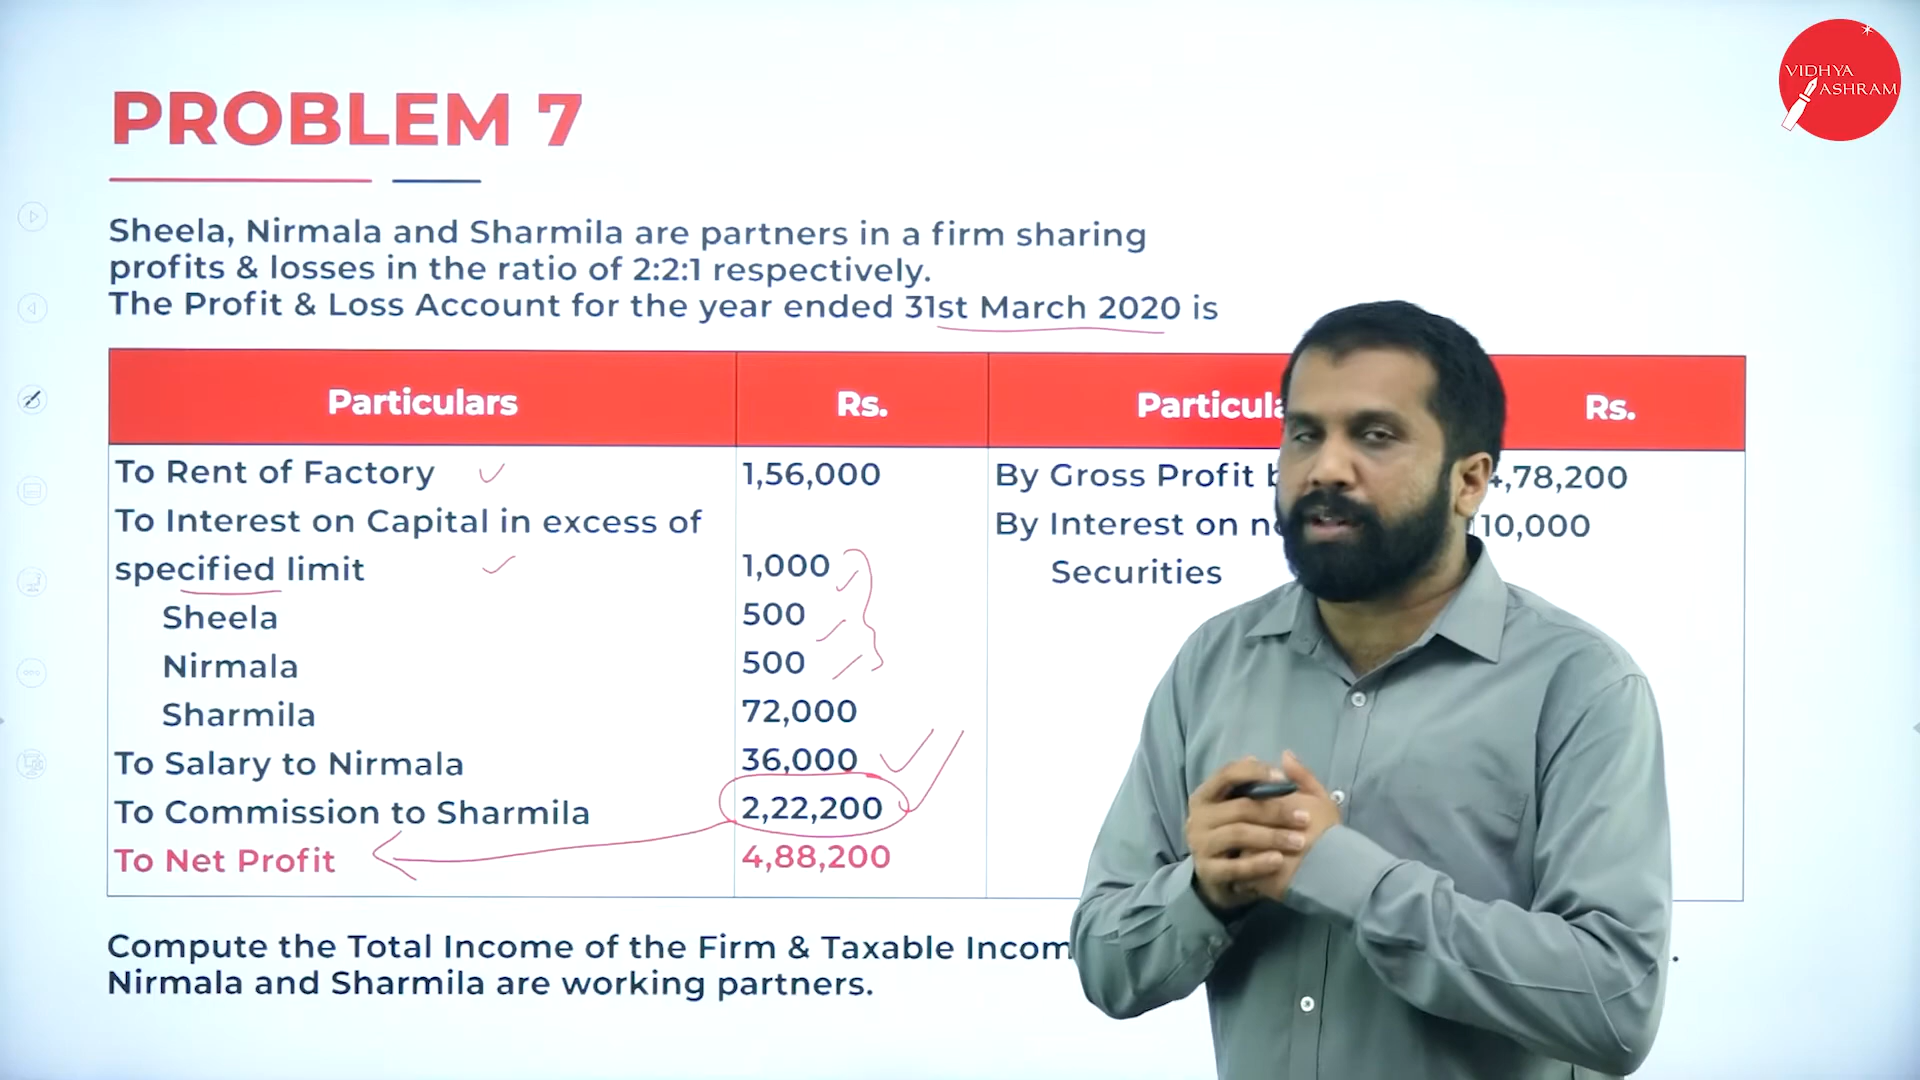 VIDHYA
ASHRAM
PROBLEM 7
Sheela, Nirmala and Sharmila are partners in a firm sharing
profits & losses in the ratio of 2:2:1 respectively.
The Profit & Loss Account for the year ended 31st March 2020 is
Particulars Rs. Rs.
To Rent of Factory 1,56,000 By Gross Profit ,78,200
To Interest on Capital in excess of By Interest on 10,000
specified limit 1,000 Securities
Sheela 500
Nirmala 500
Sharmila 72,000
To Salary to Nirmala 36,000
To Commission to Sharmila 2,22,200
To Net Profit 4,88,200
Compute the Total Income of the Firm & Taxable .
Nirmala and Sharmila are working partners.